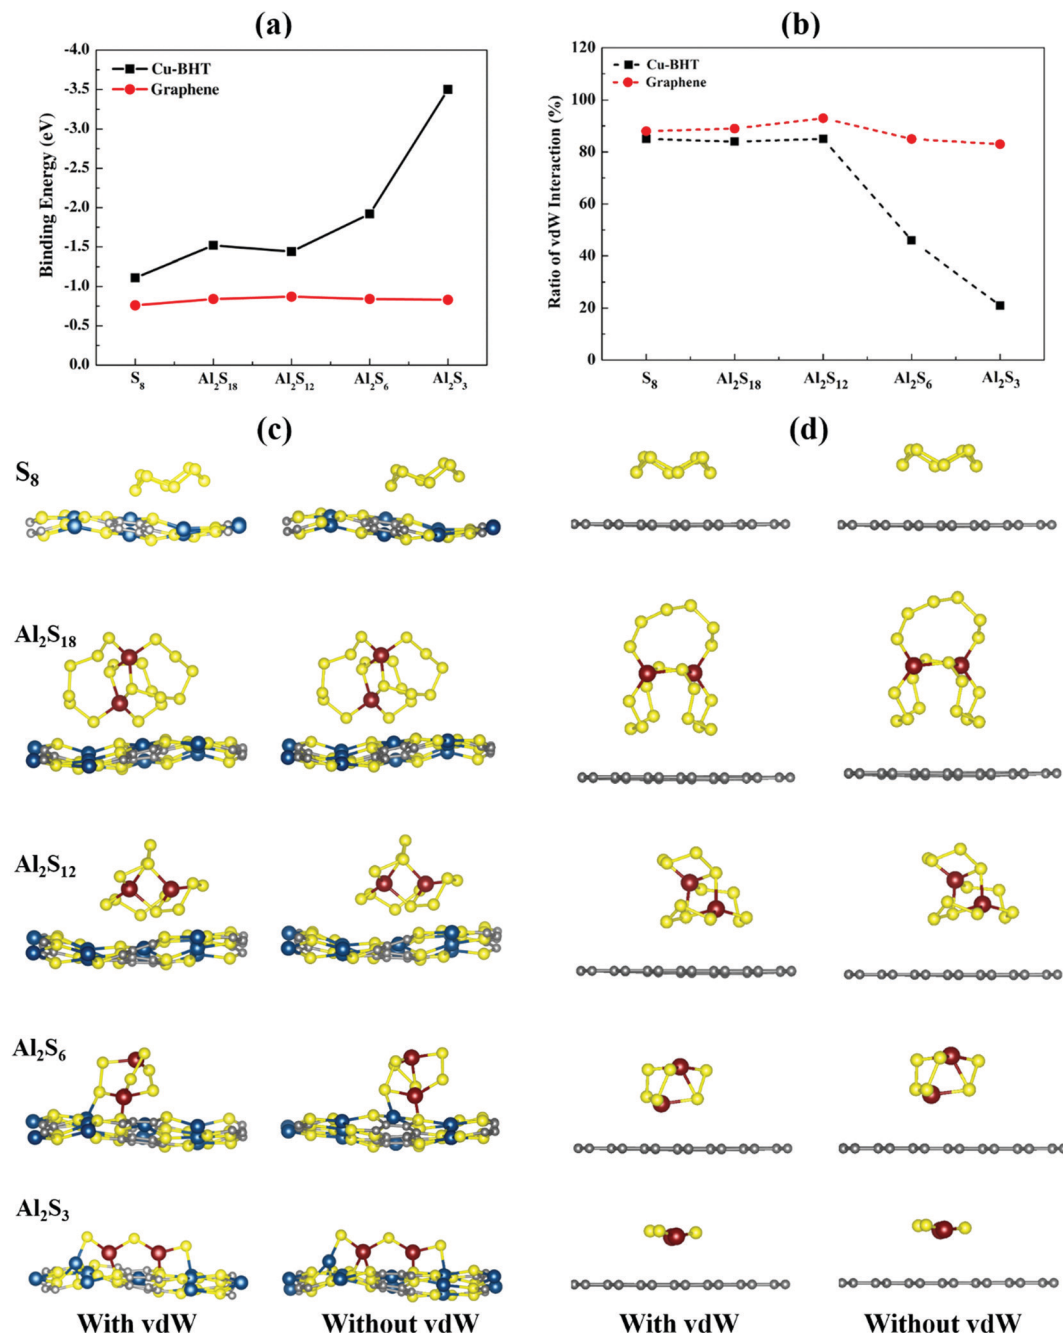 (a)
-4.0
-3.5
-3.0
-2.5
-2.0
-1.5
-1.0
-0.5
0.0
Binding Energy (eV)
Cu-BHT
Graphene
S₈ Al₂S₁₈ Al₂S₁₂ Al₂S₆ Al₂S₃
(b)
120
100
80
60
40
20
0
Ratio of vdW Interaction (%)
Cu-BHT
Graphene
S₈ Al₂S₁₈ Al₂S₁₂ Al₂S₆ Al₂S₃
(c) (d)
S₈
Al₂S₁₈
Al₂S₁₂
Al₂S₆
Al₂S₃
With vdW Without vdW With vdW Without vdW